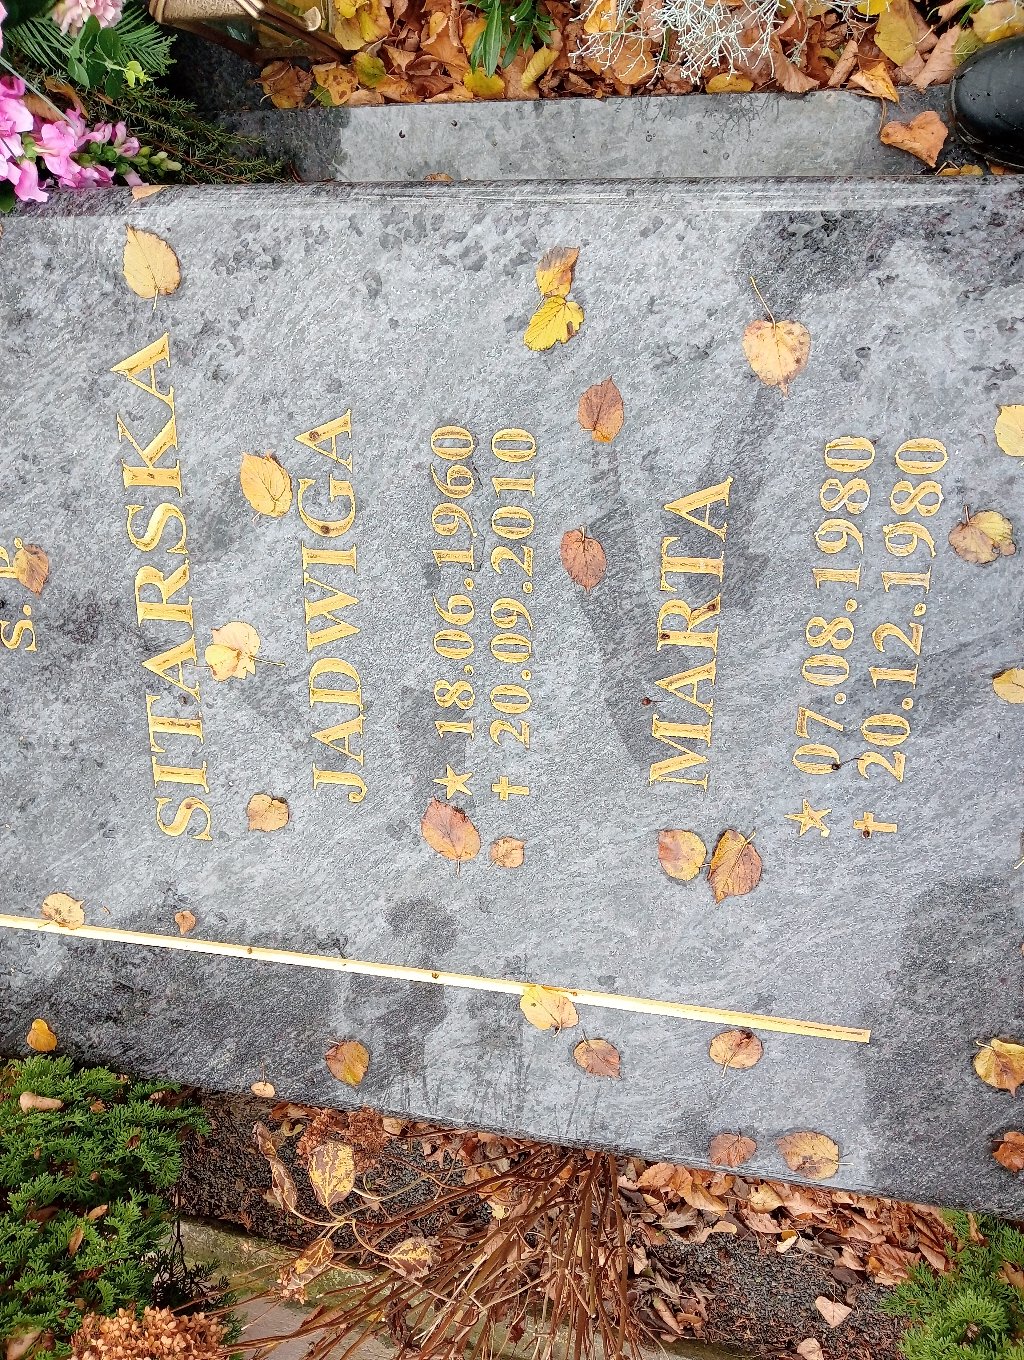 S. P.
SITARSKA
JADWIGA
18.06.1960
20.09.2010
MARTA
07.08.1980
20.12.1980